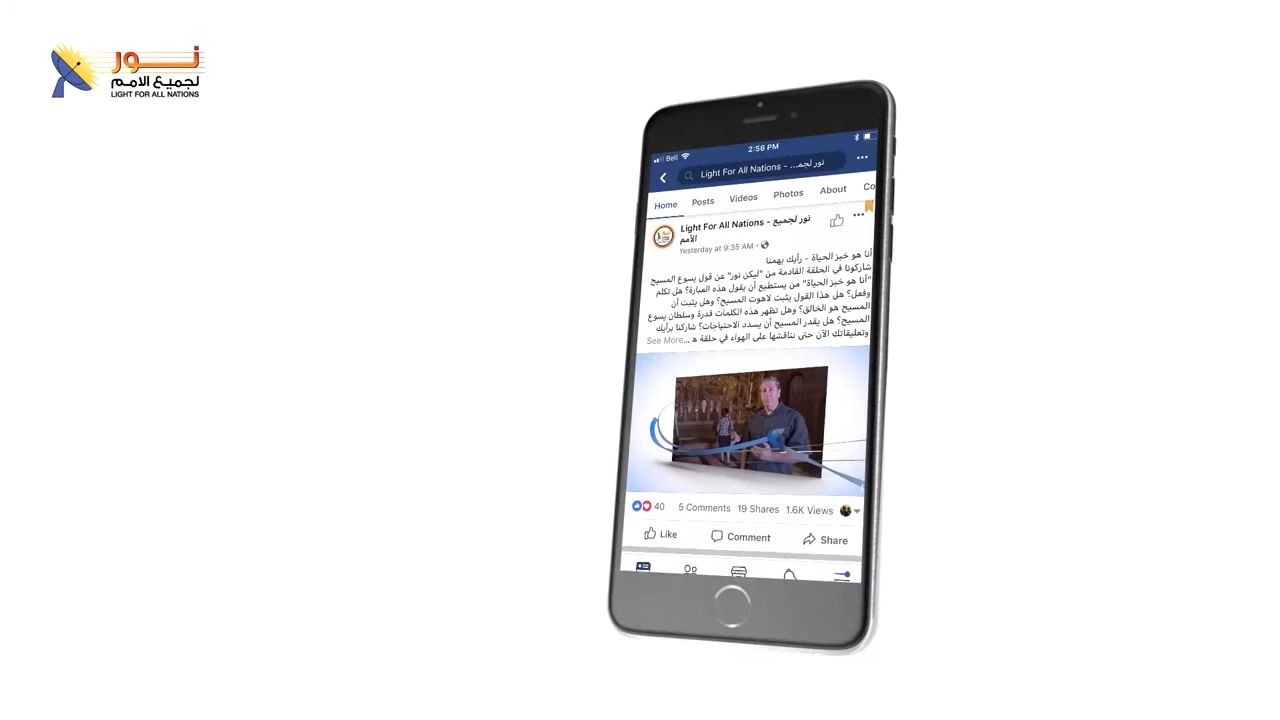 نور
لجميع الامم
LIGHT FOR ALL NATIONS
Bell
2:56 PM
Light For All Nations - ...نور لجمي
Home
Posts
Videos
Photos
About
Co
Light For All Nations - نور لجميع
الأمم
Yesterday at 9:35 AM
أنا هو خبز الحياة - رأيك يهمنا
شاركونا في الحلقة القادمة من "ليكن نور" عن قول يسوع المسيح
"أنا هو خبز الحياة" من يستطيع أن يقول هذه العبارة؟ هل تكلم
وفعل؟ هل هذا القول يثبت لاهوت المسيح؟ وهل يثبت أن
المسيح هو الخالق؟ وهل تظهر هذه الكلمات قدرة وسلطان يسوع
المسيح؟ هل يقدر المسيح أن يسدد الاحتياجات؟ شاركنا برأيك
وتعليقاتك الآن حتى نناقشها على الهواء في حلقة ه... See More
40
5 Comments
19 Shares
1.6K Views
Like
Comment
Share